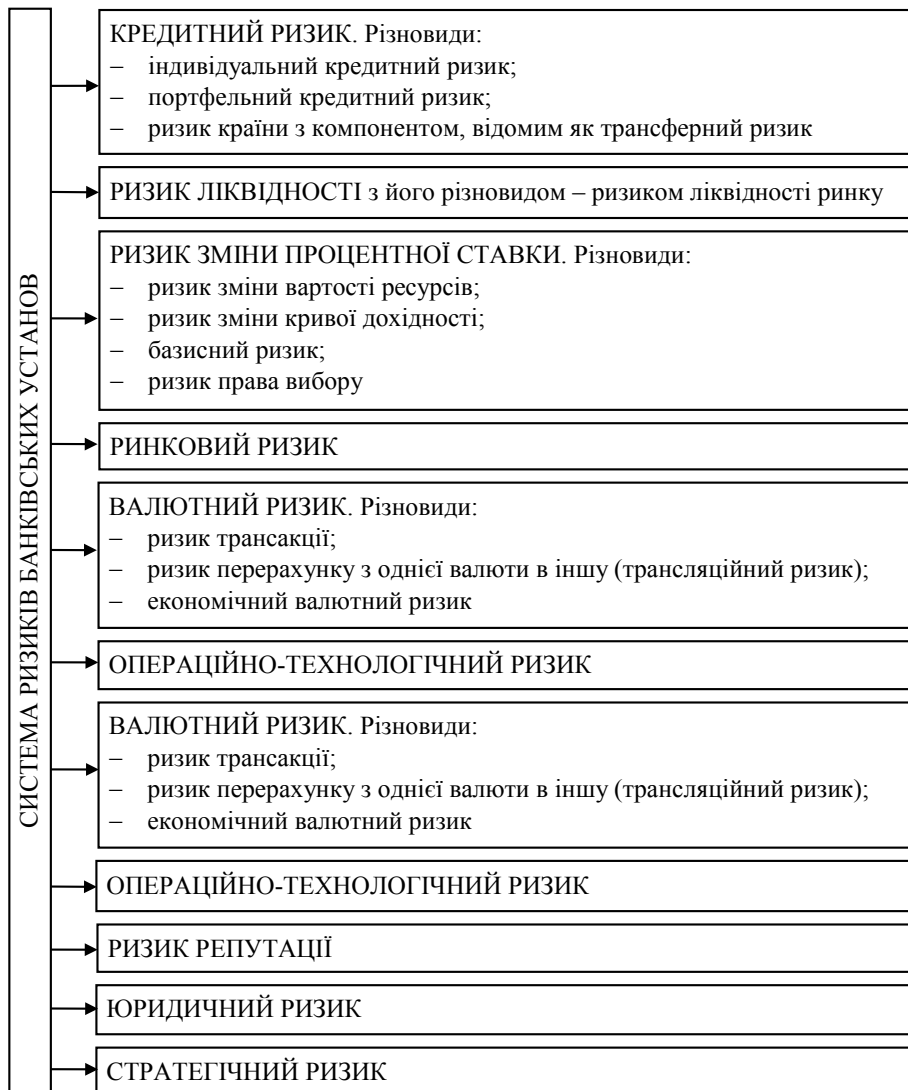 СИСТЕМА РИЗИКІВ БАНКІВСЬКИХ УСТАНОВ
КРЕДИТНИЙ РИЗИК. Різновиди:
– індивідуальний кредитний ризик;
– портфельний кредитний ризик;
– ризик країни з компонентом, відомим як трансферний ризик
РИЗИК ЛІКВІДНОСТІ з його різновидом – ризиком ліквідності ринку
РИЗИК ЗМІНИ ПРОЦЕНТНОЇ СТАВКИ. Різновиди:
– ризик зміни вартості ресурсів;
– ризик зміни кривої дохідності;
– базисний ризик;
– ризик права вибору
РИНКОВИЙ РИЗИК
ВАЛЮТНИЙ РИЗИК. Різновиди:
– ризик трансакції;
– ризик перерахунку з однієї валюти в іншу (трансляційний ризик);
– економічний валютний ризик
ОПЕРАЦІЙНО-ТЕХНОЛОГІЧНИЙ РИЗИК
ВАЛЮТНИЙ РИЗИК. Різновиди:
– ризик трансакції;
– ризик перерахунку з однієї валюти в іншу (трансляційний ризик);
– економічний валютний ризик
ОПЕРАЦІЙНО-ТЕХНОЛОГІЧНИЙ РИЗИК
РИЗИК РЕПУТАЦІЇ
ЮРИДИЧНИЙ РИЗИК
СТРАТЕГІЧНИЙ РИЗИК